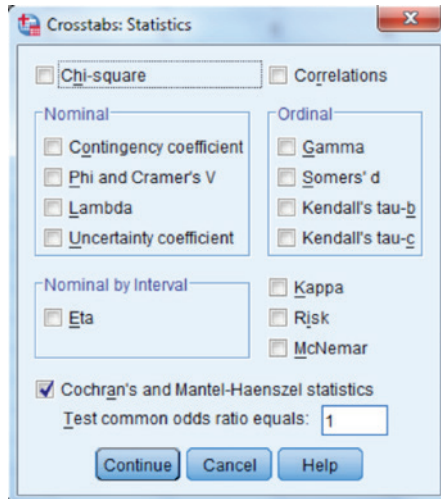 Crosstabs: Statistics
Chi-square
Correlations
Nominal
Contingency coefficient
Phi and Cramer's V
Lambda
Uncertainty coefficient
Ordinal
Gamma
Somers' d
Kendall's tau-b
Kendall's tau-c
Nominal by Interval
Eta
Kappa
Risk
McNemar
Cochran's and Mantel-Haenszel statistics
Test common odds ratio equals: 1
Continue Cancel Help